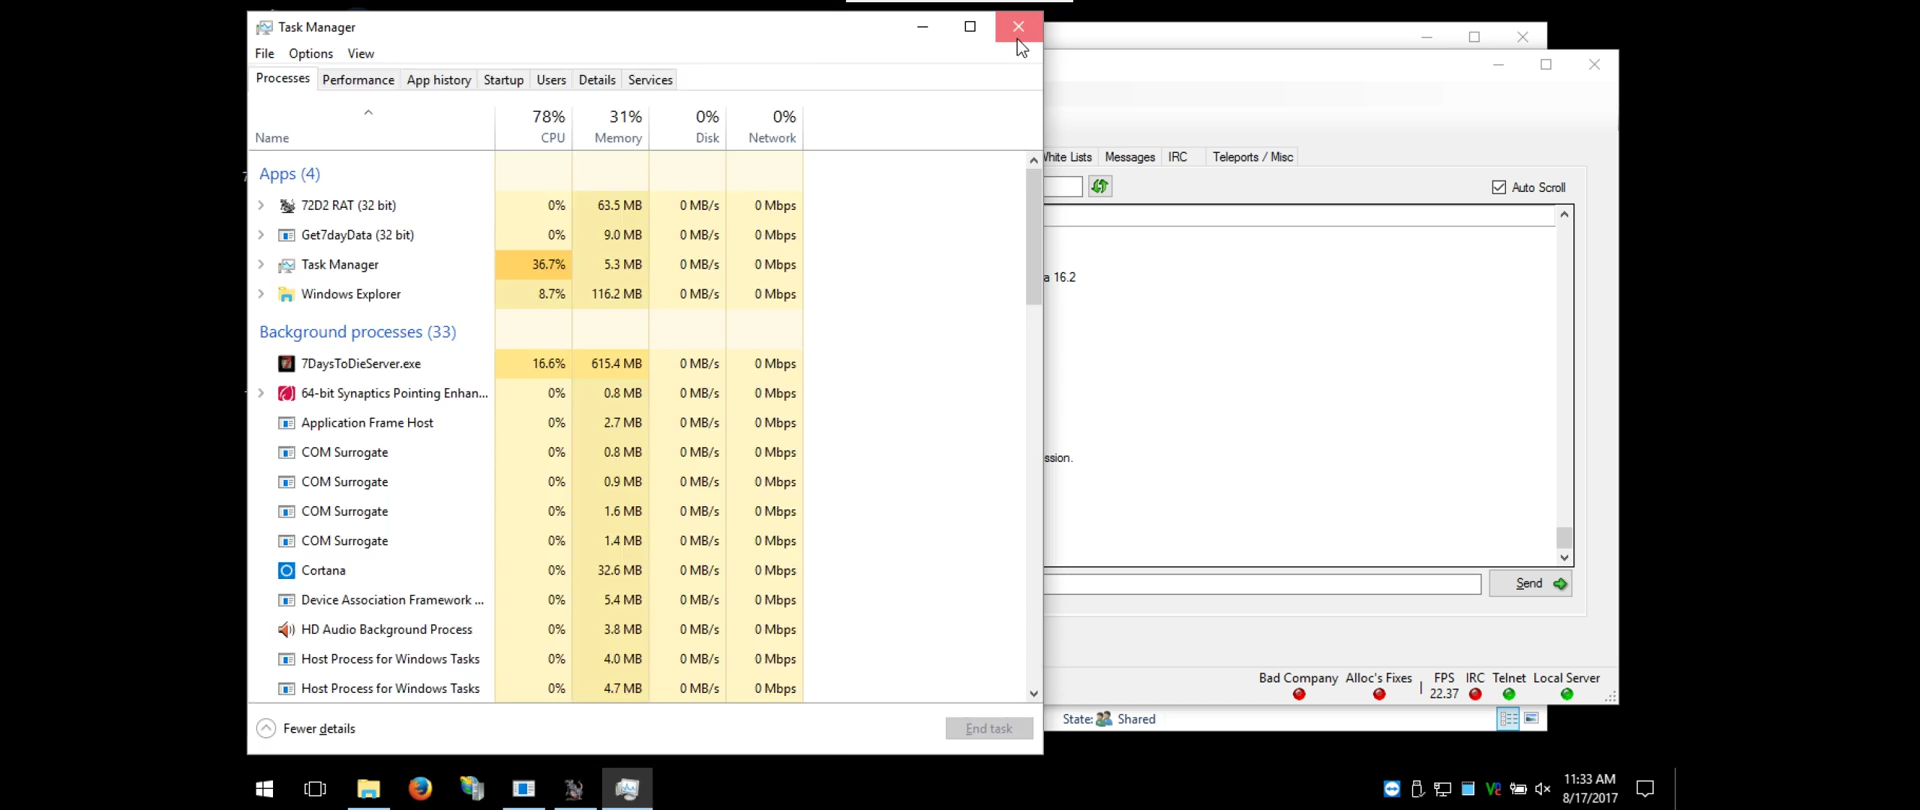 Task Manager
File Options View
Processes Performance App history Startup Users Details Services
78% 31% 0% 0%
Name CPU Memory Disk Network
Apps (4)
72D2 RAT (32 bit) 0% 63.5 MB 0 MB/s 0 Mbps
Get7dayData (32 bit) 0% 9.0 MB 0 MB/s 0 Mbps
Task Manager 36.7% 5.3 MB 0 MB/s 0 Mbps
Windows Explorer 8.7% 116.2 MB 0 MB/s 0 Mbps
Background processes (33)
7DaysToDieServer.exe 16.6% 615.4 MB 0 MB/s 0 Mbps
64-bit Synaptics Pointing Enhan... 0% 0.8 MB 0 MB/s 0 Mbps
Application Frame Host 0% 2.7 MB 0 MB/s 0 Mbps
COM Surrogate 0% 0.8 MB 0 MB/s 0 Mbps
COM Surrogate 0% 0.9 MB 0 MB/s 0 Mbps
COM Surrogate 0% 1.6 MB 0 MB/s 0 Mbps
COM Surrogate 0% 1.4 MB 0 MB/s 0 Mbps
Cortana 0% 32.6 MB 0 MB/s 0 Mbps
Device Association Framework ... 0% 5.4 MB 0 MB/s 0 Mbps
HD Audio Background Process 0% 3.8 MB 0 MB/s 0 Mbps
Host Process for Windows Tasks 0% 4.0 MB 0 MB/s 0 Mbps
Host Process for Windows Tasks 0% 4.7 MB 0 MB/s 0 Mbps
Fewer details End task
Lists Messages IRC Teleports / Misc
Auto Scroll
a 16.2
ssion.
Send
Bad Company Alloc's Fixes FPS IRC Telnet Local Server
22.37
State: Shared
11:33 AM
8/17/2017